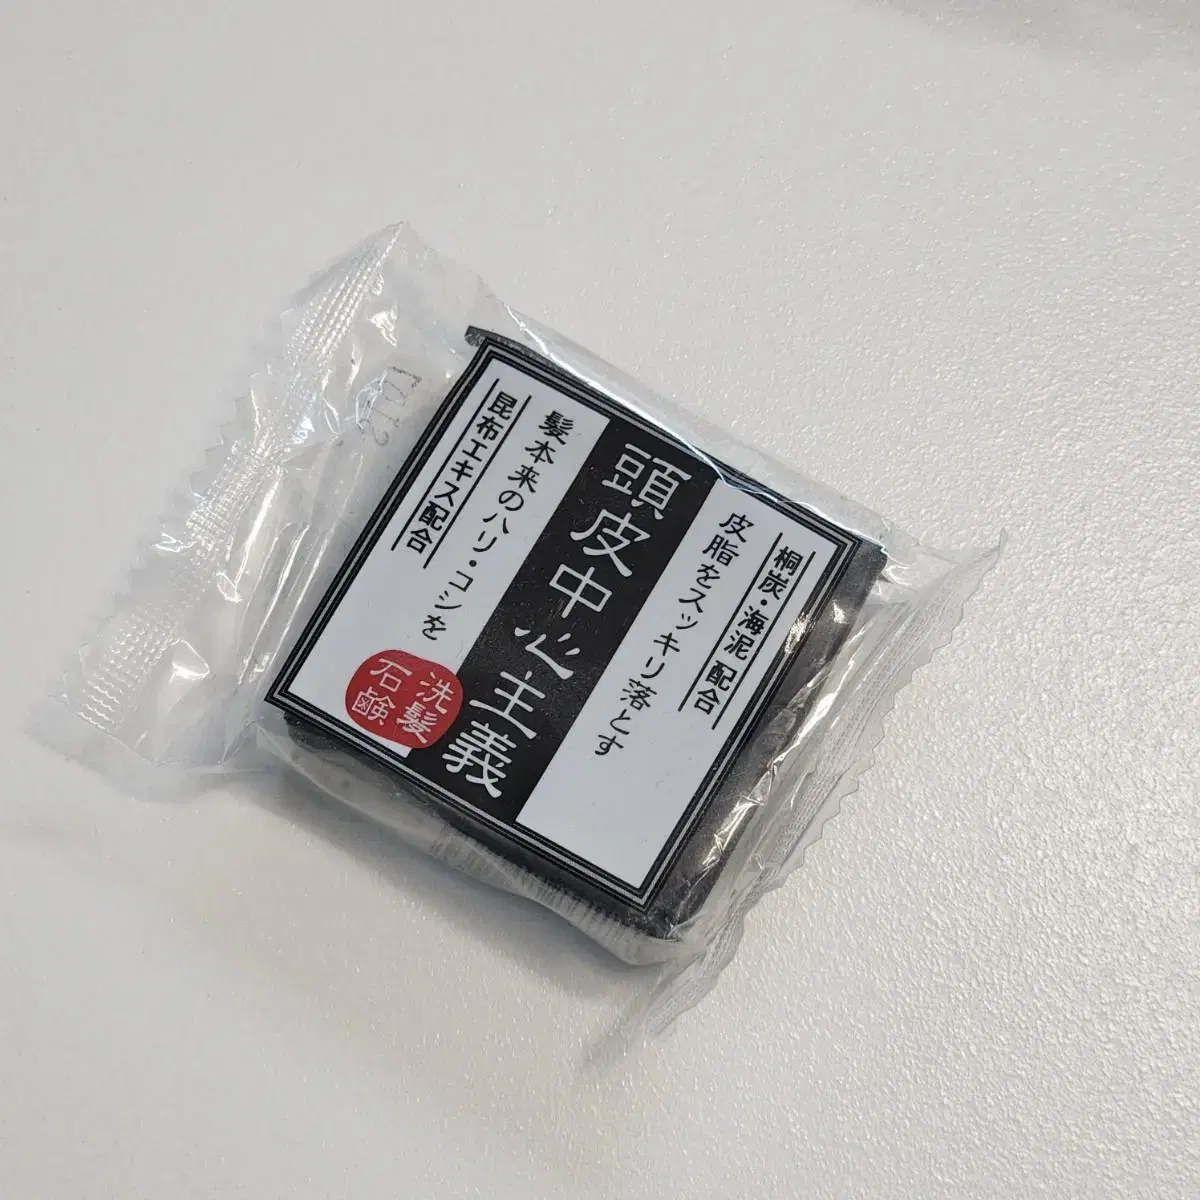 桐炭・海泥 配合
皮脂をスッキリ落とす
頭皮中心主義
髪本来のハリ・コシを
昆布エキス配合
洗髪
石鹸